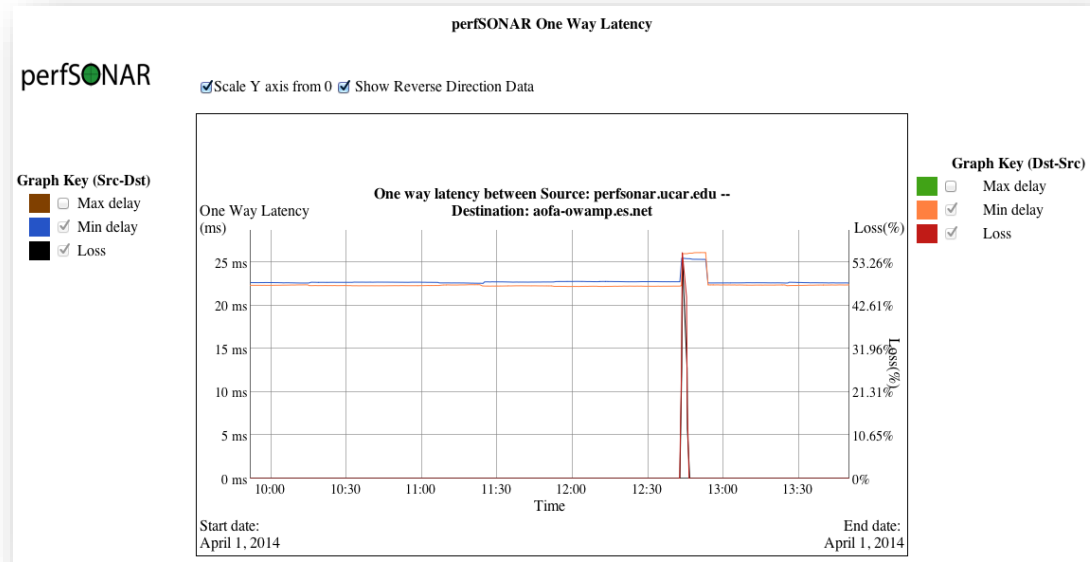 perfSONAR One Way Latency
perfSONAR
Scale Y axis from 0 Show Reverse Direction Data
Graph Key (Src-Dst)
Max delay
Min delay
Loss
One way latency between Source: perfsonar.ucar.edu --
Destination: aofa-owamp.es.net
One Way Latency
(ms)
Loss(%)
25 ms
20 ms
15 ms
10 ms
5 ms
0 ms
53.26%
42.61%
31.96%
21.31%
10.65%
0%
Loss(%)
10:00 10:30 11:00 11:30 12:00 12:30 13:00 13:30
Time
Start date:
April 1, 2014
End date:
April 1, 2014
Graph Key (Dst-Src)
Max delay
Min delay
Loss